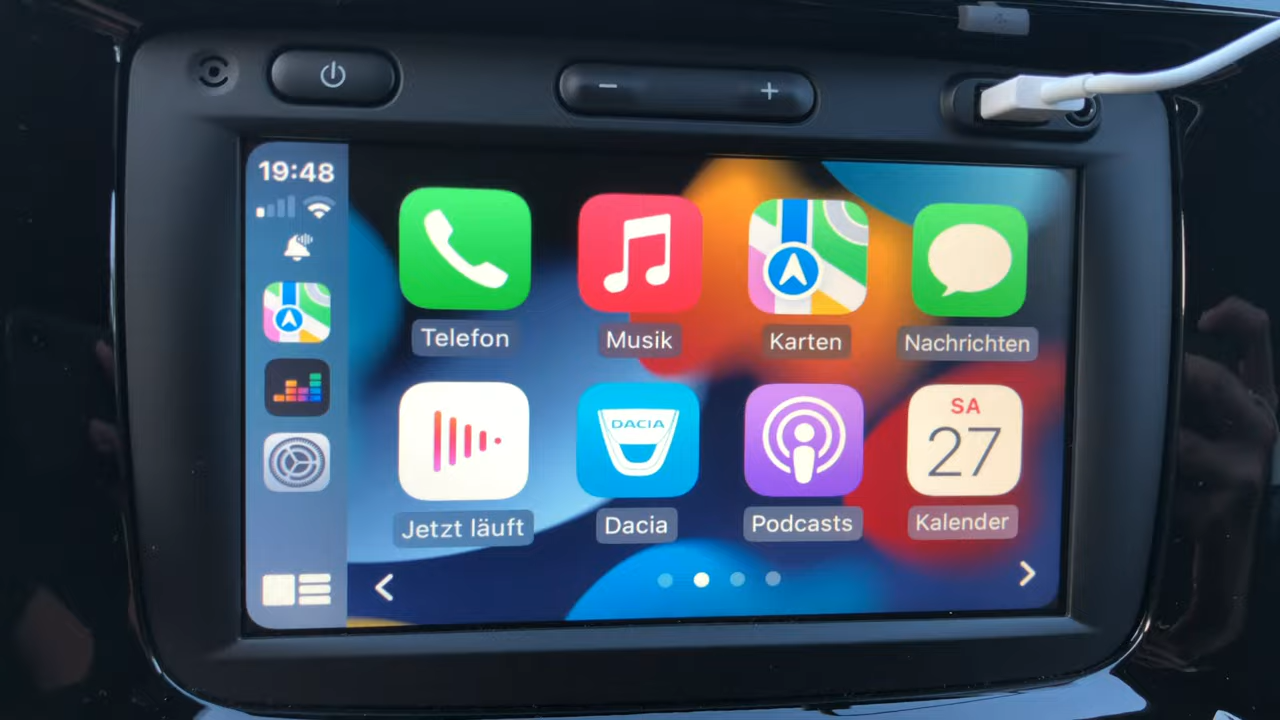 19:48
Telefon
Musik
Karten
Nachrichten
DACIA
SA
27
Jetzt läuft
Dacia
Podcasts
Kalender